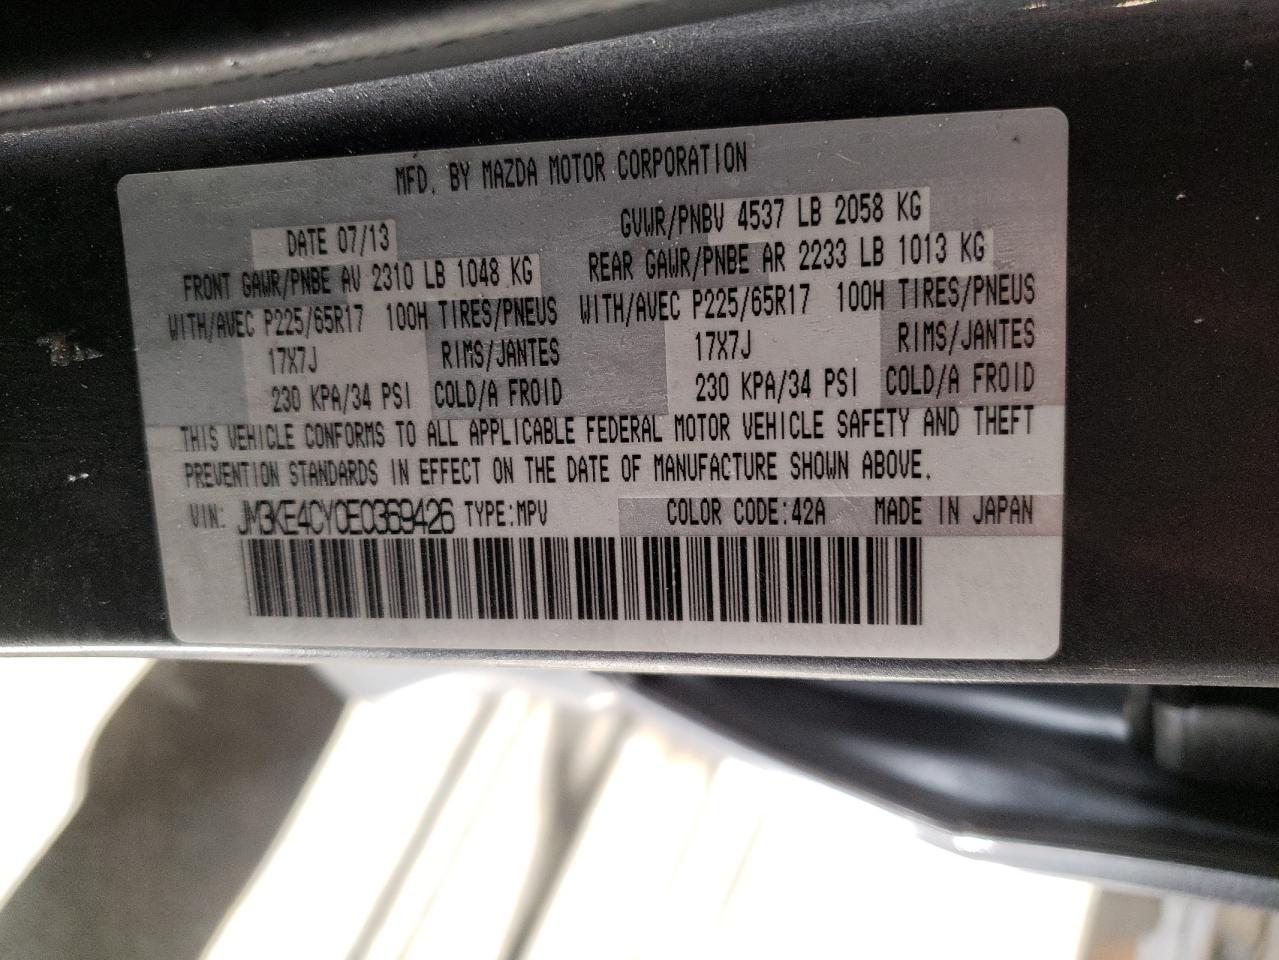 MFD. BY MAZDA MOTOR CORPORATION
DATE 07/13 GVWR/PNBV 4537 LB 2058 KG
FRONT GAWR/PNBE AV 2310 LB 1048 KG REAR GAWR/PNBE AR 2233 LB 1013 KG
WITH/AVEC P225/65R17 100H TIRES/PNEUS WITH/AVEC P225/65R17 100H TIRES/PNEUS
17X7J RIMS/JANTES 17X7J RIMS/JANTES
230 KPA/34 PSI COLD/A FROID 230 KPA/34 PSI COLD/A FROID
THIS VEHICLE CONFORMS TO ALL APPLICABLE FEDERAL MOTOR VEHICLE SAFETY AND THEFT
PREVENTION STANDARDS IN EFFECT ON THE DATE OF MANUFACTURE SHOWN ABOVE.
VIN: JM3KE4CY0E0369426 TYPE:MPV COLOR CODE:42A MADE IN JAPAN